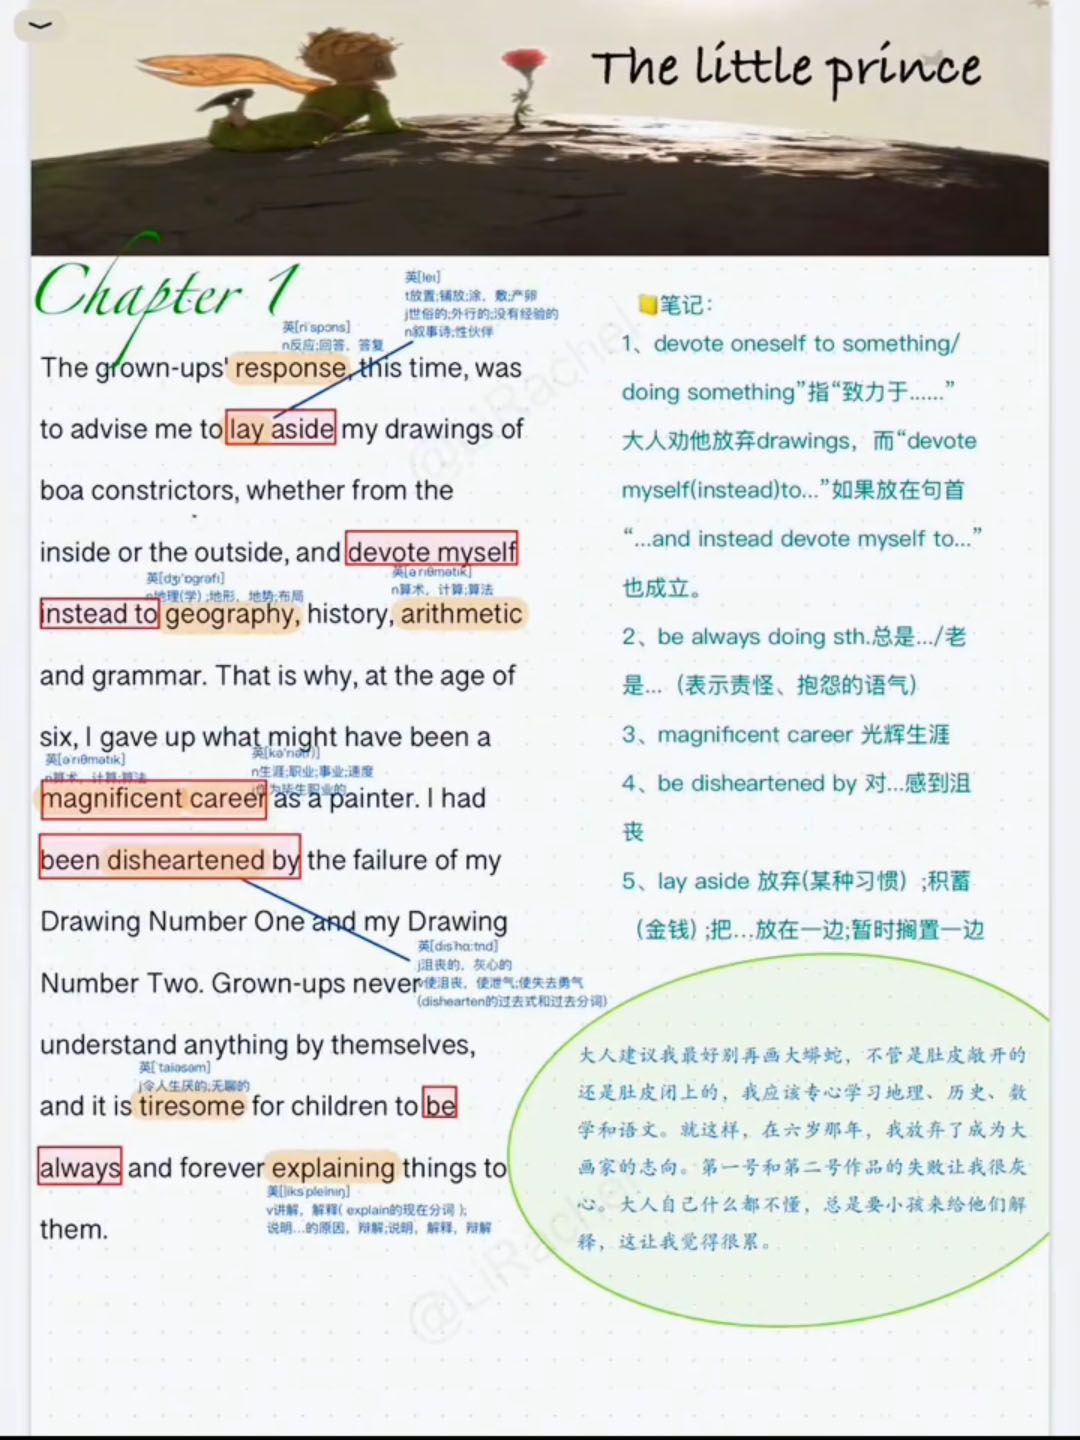 The little prince
Chapter 1
英[leɪ]
t放置;铺放;涂,敷;产卵
j世俗的;外行的;没有经验的
n叙事诗;性伙伴
英[rɪˈspɒns]
n反应;回答,答复
The grown-ups' response, this time, was
to advise me to lay aside my drawings of
boa constrictors, whether from the
inside or the outside, and devote myself
英[dʒiˈɒɡrəfi]
n地理(学);地形,地势;布局
英[əˈrɪθmətɪk]
n算术,计算;算法
instead to geography, history, arithmetic
and grammar. That is why, at the age of
six, I gave up what might have been a
英[əˈrɪθmətɪk]
n算术,计算;算法
英[kəˈrɪə(r)]
n生涯;职业;事业;速度
j作为毕生职业的
magnificent career as a painter. I had
been disheartened by the failure of my
Drawing Number One and my Drawing
英[dɪsˈhɑːtnd]
j沮丧的,灰心的
Number Two. Grown-ups never
v使沮丧,使泄气;使失去勇气
(dishearten的过去式和过去分词)
understand anything by themselves,
英[ˈtaɪəsəm]
j令人生厌的;无聊的
and it is tiresome for children to be
always and forever explaining things to
英[ɪksˈpleɪnɪŋ]
v讲解,解释( explain的现在分词 );
说明…的原因,辩解;说明,解释,辩解
them.
笔记:
1、devote oneself to something/
doing something”指“致力于......”
大人劝他放弃drawings,而“devote
myself(instead)to...”如果放在句首
“...and instead devote myself to...”
也成立。
2、be always doing sth.总是.../老
是...(表示责怪、抱怨的语气)
3、magnificent career 光辉生涯
4、be disheartened by 对...感到沮
丧
5、lay aside 放弃(某种习惯) ;积蓄
(金钱) ;把...放在一边;暂时搁置一边
大人建议我最好别再画大蟒蛇,不管是肚皮敞开的
还是肚皮闭上的,我应该专心学习地理、历史、数
学和语文。就这样,在六岁那年,我放弃了成为大
画家的志向。第一号和第二号作品的失败让我很灰
心。大人自己什么都不懂,总是要小孩来给他们解
释,这让我觉得很累。
@LiRachel
@LiRachel